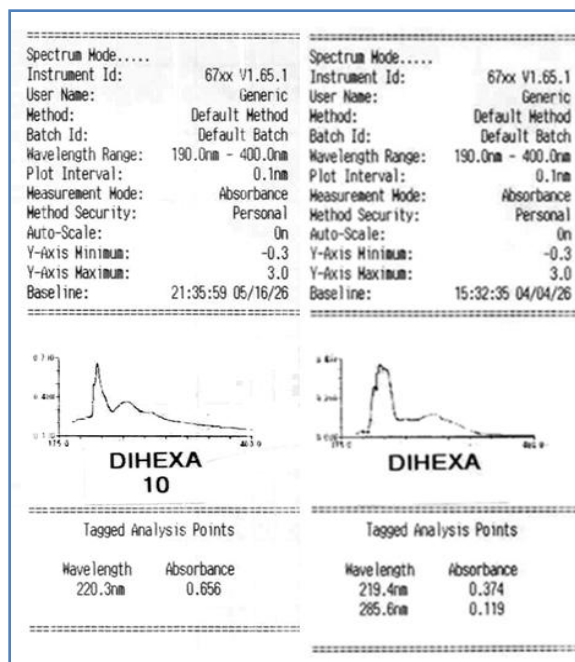 Spectrum Mode.....
Instrument Id: 67xx V1.65.1
User Name: Generic
Method: Default Method
Batch Id: Default Batch
Wavelength Range: 190.0nm - 400.0nm
Plot Interval: 0.1nm
Measurement Mode: Absorbance
Method Security: Personal
Auto-Scale: On
Y-Axis Minimum: -0.3
Y-Axis Maximum: 3.0
Baseline: 21:35:59 05/16/26
DIHEXA
10
Tagged Analysis Points
Wavelength Absorbance
220.3nm 0.656
Spectrum Mode.....
Instrument Id: 67xx V1.65.1
User Name: Generic
Method: Default Method
Batch Id: Default Batch
Wavelength Range: 190.0nm - 400.0nm
Plot Interval: 0.1nm
Measurement Mode: Absorbance
Method Security: Personal
Auto-Scale: On
Y-Axis Minimum: -0.3
Y-Axis Maximum: 3.0
Baseline: 15:32:35 04/04/26
DIHEXA
Tagged Analysis Points
Wavelength Absorbance
219.4nm 0.374
285.6nm 0.119